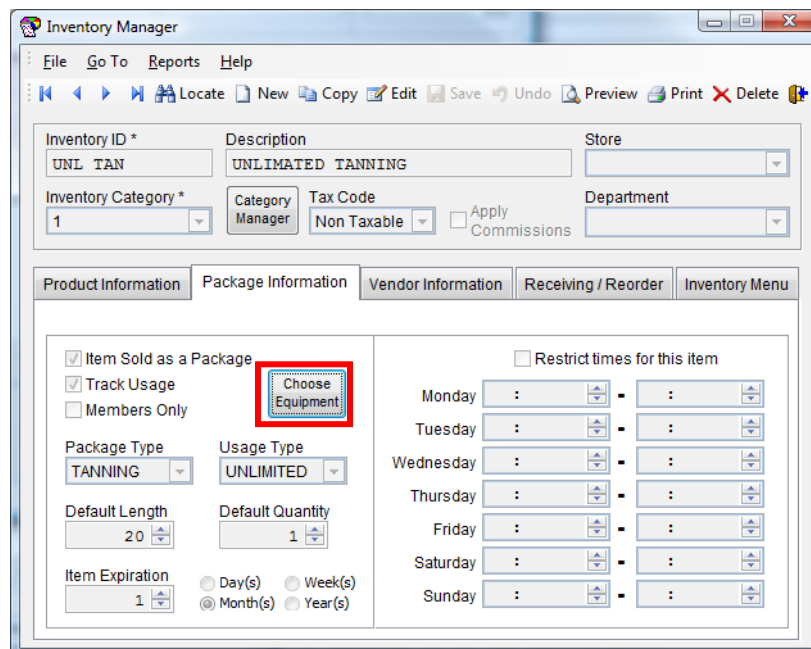 Inventory Manager
File Go To Reports Help
Locate New Copy Edit Save Undo Preview Print Delete
Inventory ID * Description Store
UNL TAN UNLIMATED TANNING
Inventory Category * Category Manager Tax Code Apply Commissions Department
1 Non Taxable
Product Information Package Information Vendor Information Receiving / Reorder Inventory Menu
Item Sold as a Package
Track Usage
Members Only
Choose
Equipment
Package Type Usage Type
TANNING UNLIMITED
Default Length Default Quantity
20 1
Item Expiration Day(s) Week(s)
1 Month(s) Year(s)
Restrict times for this item
Monday : - :
Tuesday : - :
Wednesday : - :
Thursday : - :
Friday : - :
Saturday : - :
Sunday : - :